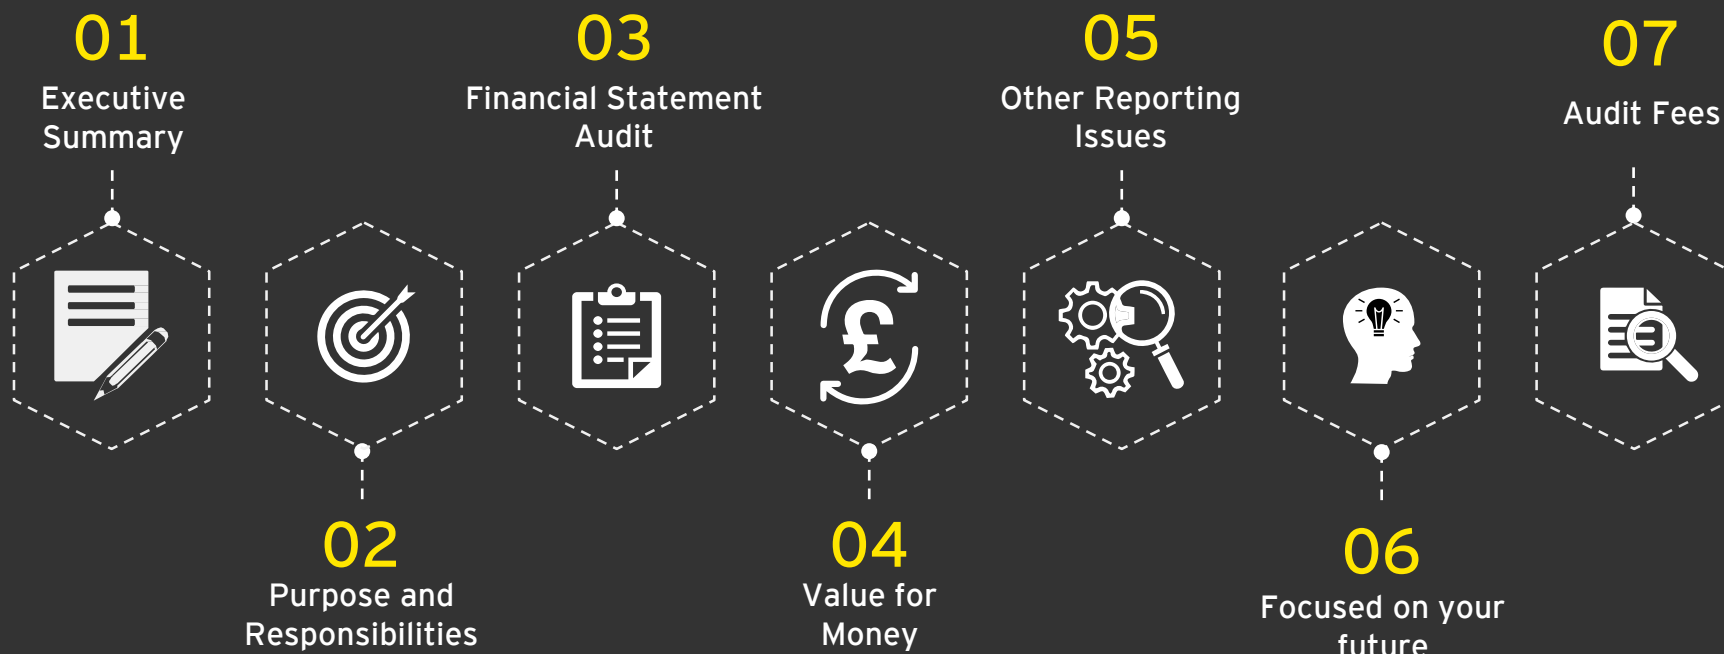 01
Executive
Summary
02
Purpose and
Responsibilities
03
Financial Statement
Audit
04
Value for
Money
05
Other Reporting
Issues
06
Focused on your
future
07
Audit Fees
£